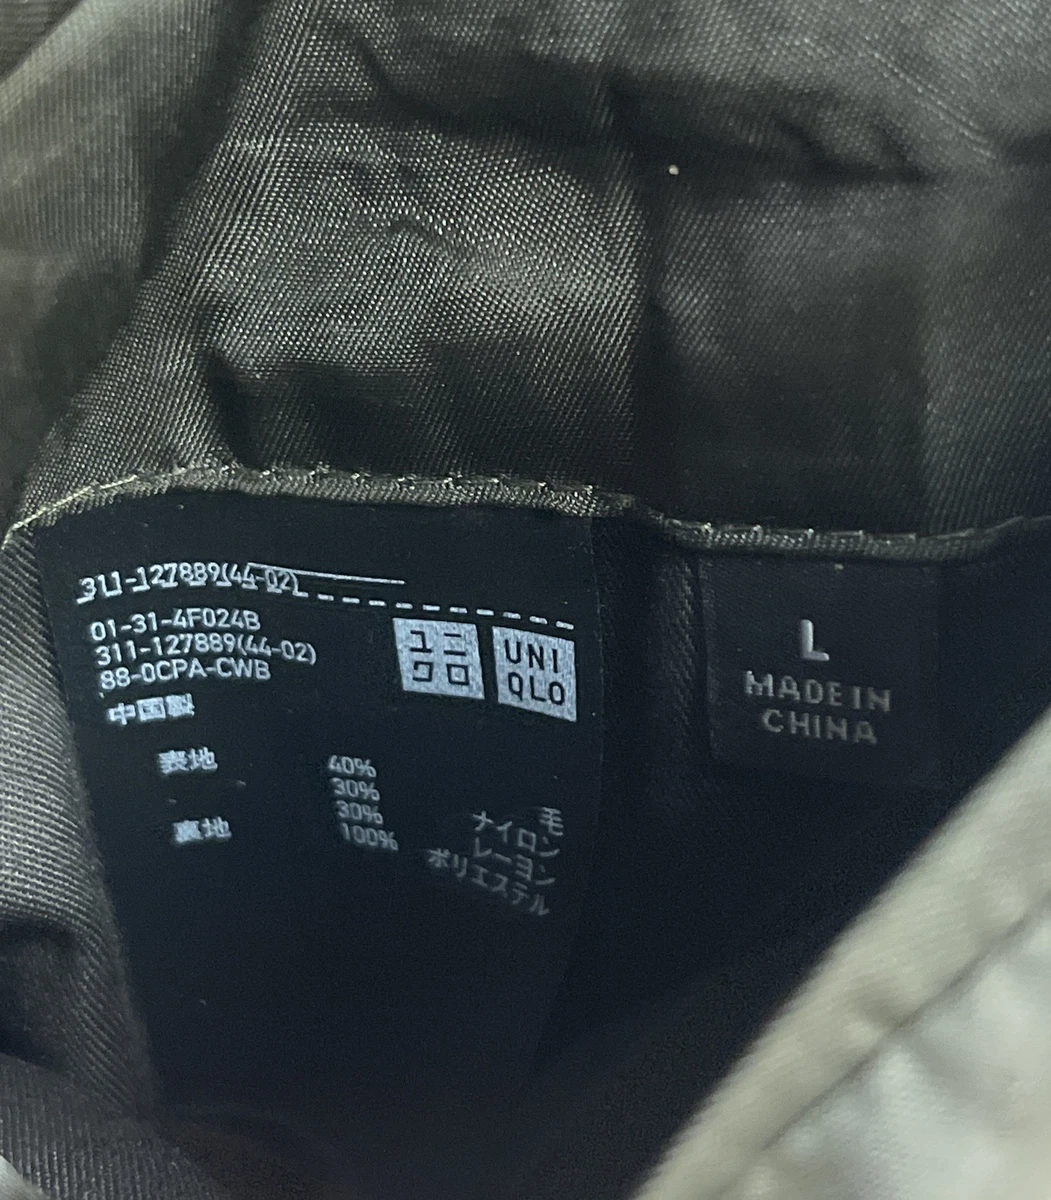 311-127889(44-02)
01-31-4F024B
311-127889(44-02)
88-0CPA-CWB
中国製
ユニクロ
UNIQLO
表地 40% 毛
30% ナイロン
30% レーヨン
裏地 100% ポリエステル
L
MADE IN
CHINA